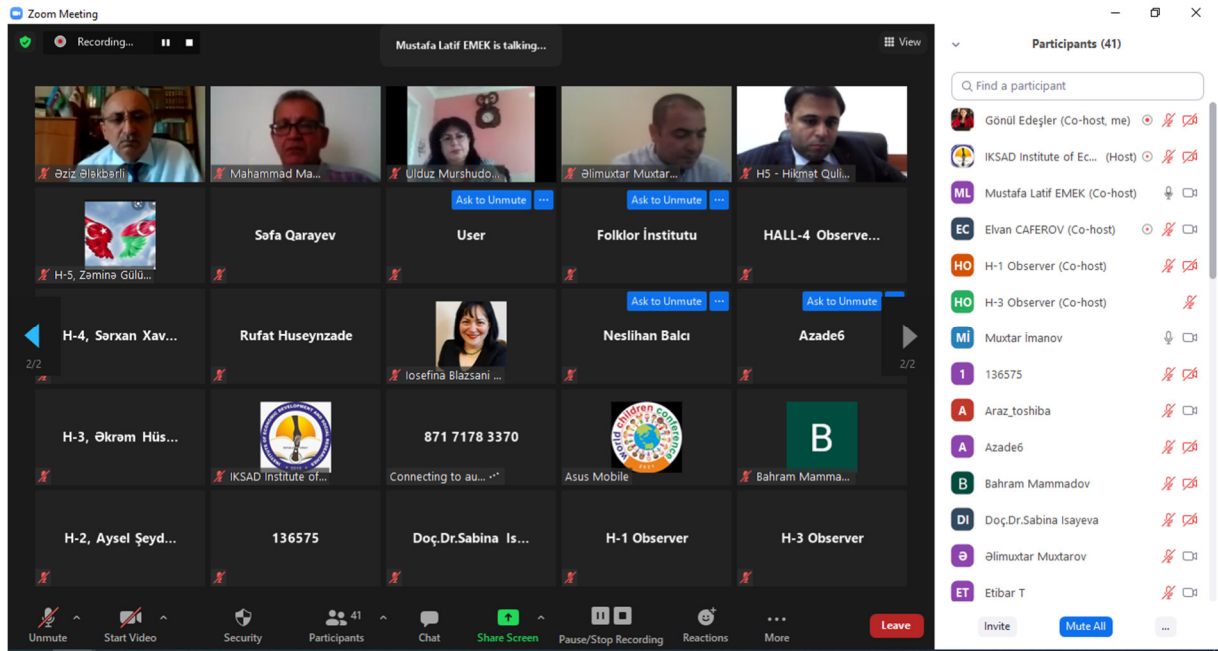 Zoom Meeting
Recording...
Mustafa Latif EMEK is talking...
View
Əziz Ələkbərli
Mahammad Ma...
Ulduz Murshudo...
Əlimuxtar Muxtar...
H5 - Hikmət Quli...
H-5, Zəminə Gülü...
Səfa Qarayev
Ask to Unmute
User
Ask to Unmute
Folklor İnstitutu
HALL-4 Observe...
2/2
H-4, Sərxan Xav...
Rufat Huseynzade
Iosefina Blazsani ...
Ask to Unmute
Neslihan Balcı
Ask to Unmute
Azade6
2/2
H-3, Əkrəm Hüs...
IKSAD Institute of...
871 7178 3370
Connecting to au...
world children conference
2021
Asus Mobile
B
Bahram Mamma...
H-2, Aysel Şeyd...
136575
Doç.Dr.Sabina Is...
H-1 Observer
H-3 Observer
Unmute
Start Video
Security
41
Participants
Chat
Share Screen
Pause/Stop Recording
Reactions
More
Leave
Participants (41)
Find a participant
Gönül Edeşler (Co-host, me)
IKSAD Institute of Ec... (Host)
ML Mustafa Latif EMEK (Co-host)
EC Elvan CAFEROV (Co-host)
HO H-1 Observer (Co-host)
HO H-3 Observer (Co-host)
Mİ Muxtar İmanov
1 136575
A Araz_toshiba
A Azade6
B Bahram Mammadov
DI Doç.Dr.Sabina Isayeva
Ə Əlimuxtar Muxtarov
ET Etibar T
Invite
Mute All
...